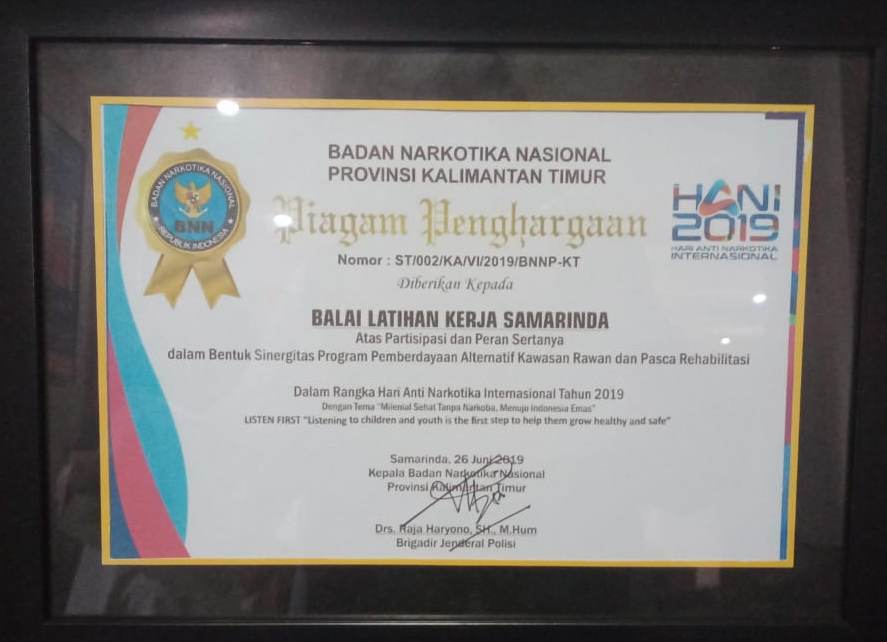 BADAN NARKOTIKA NASIONAL
BNN
REPUBLIK INDONESIA
BADAN NARKOTIKA NASIONAL
PROVINSI KALIMANTAN TIMUR
HANI
2019
HARI ANTI NARKOTIKA
INTERNASIONAL
Piagam Penghargaan
Nomor : ST/002/KA/VI/2019/BNNP-KT
Diberikan Kepada
BALAI LATIHAN KERJA SAMARINDA
Atas Partisipasi dan Peran Sertanya
dalam Bentuk Sinergitas Program Pemberdayaan Alternatif Kawasan Rawan dan Pasca Rehabilitasi
Dalam Rangka Hari Anti Narkotika Internasional Tahun 2019
Dengan Tema "Milenial Sehat Tanpa Narkoba, Menuju Indonesia Emas"
LISTEN FIRST "Listening to children and youth is the first step to help them grow healthy and safe"
Samarinda, 26 Juni 2019
Kepala Badan Narkotika Nasional
Provinsi Kalimantan Timur
Drs. Raja Haryono, SH., M.Hum
Brigadir Jenderal Polisi